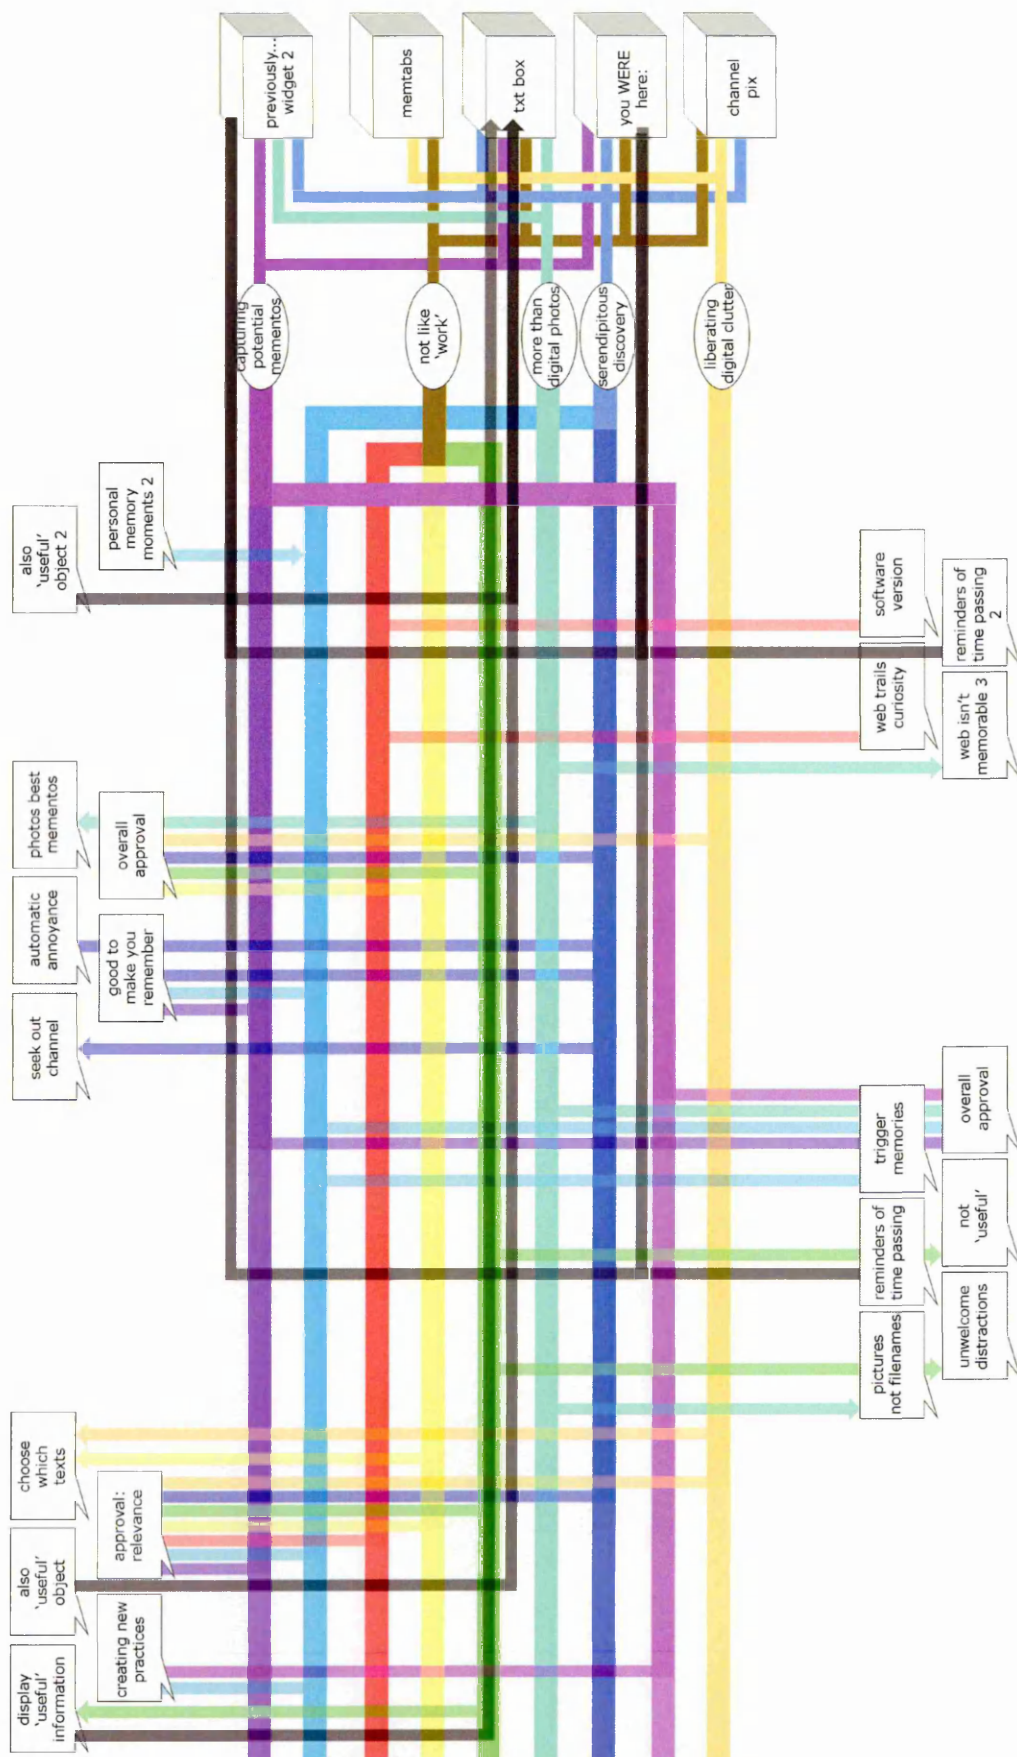 previously...
widget 2
memtabs
txt box
you WERE
here:
channel
pix
capturing
potential
mementos
not like
'work'
more than
digital photos
serendipitous
discovery
liberating
digital clutter
also
'useful'
object 2
personal
memory
moments 2
software
version
reminders of
time passing
2
web trails
curiosity
web isn't
memorable 3
photos best
mementos
overall
approval
automatic
annoyance
good to
make you
remember
seek out
channel
trigger
memories
overall
approval
reminders of
time passing
not
'useful'
pictures
not filenames
unwelcome
distractions
choose
which
texts
approval:
relevance
also
'useful'
object
creating new
practices
display
'useful'
information